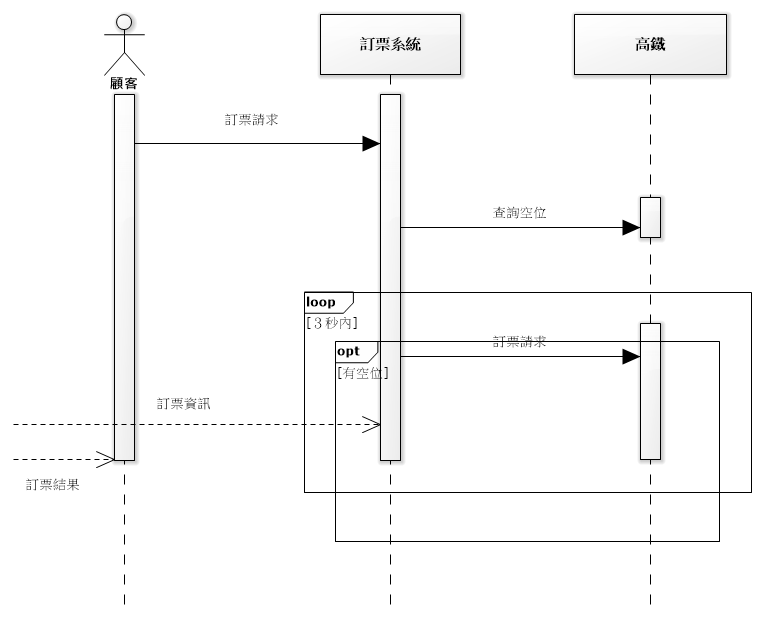 顧客
訂票系統
高鐵
訂票請求
查詢空位
loop
[３秒內]
訂票請求
opt
[有空位]
訂票資訊
訂票結果